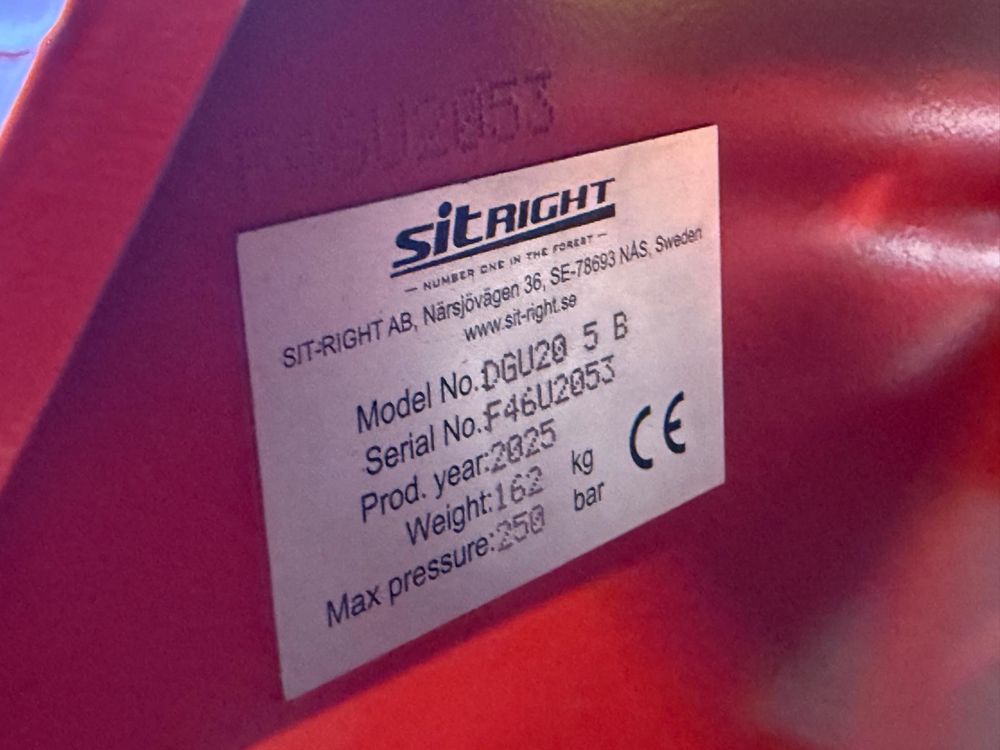 F46U2053
SitRIGHT
— NUMBER ONE IN THE FOREST —
SIT-RIGHT AB, Närsjövägen 36, SE-78693 NÅS, Sweden
www.sit-right.se
Model No.DGU20 5 B
Serial No.F46U2053
Prod. year:2025
Weight:162 kg
Max pressure:250 bar
CE